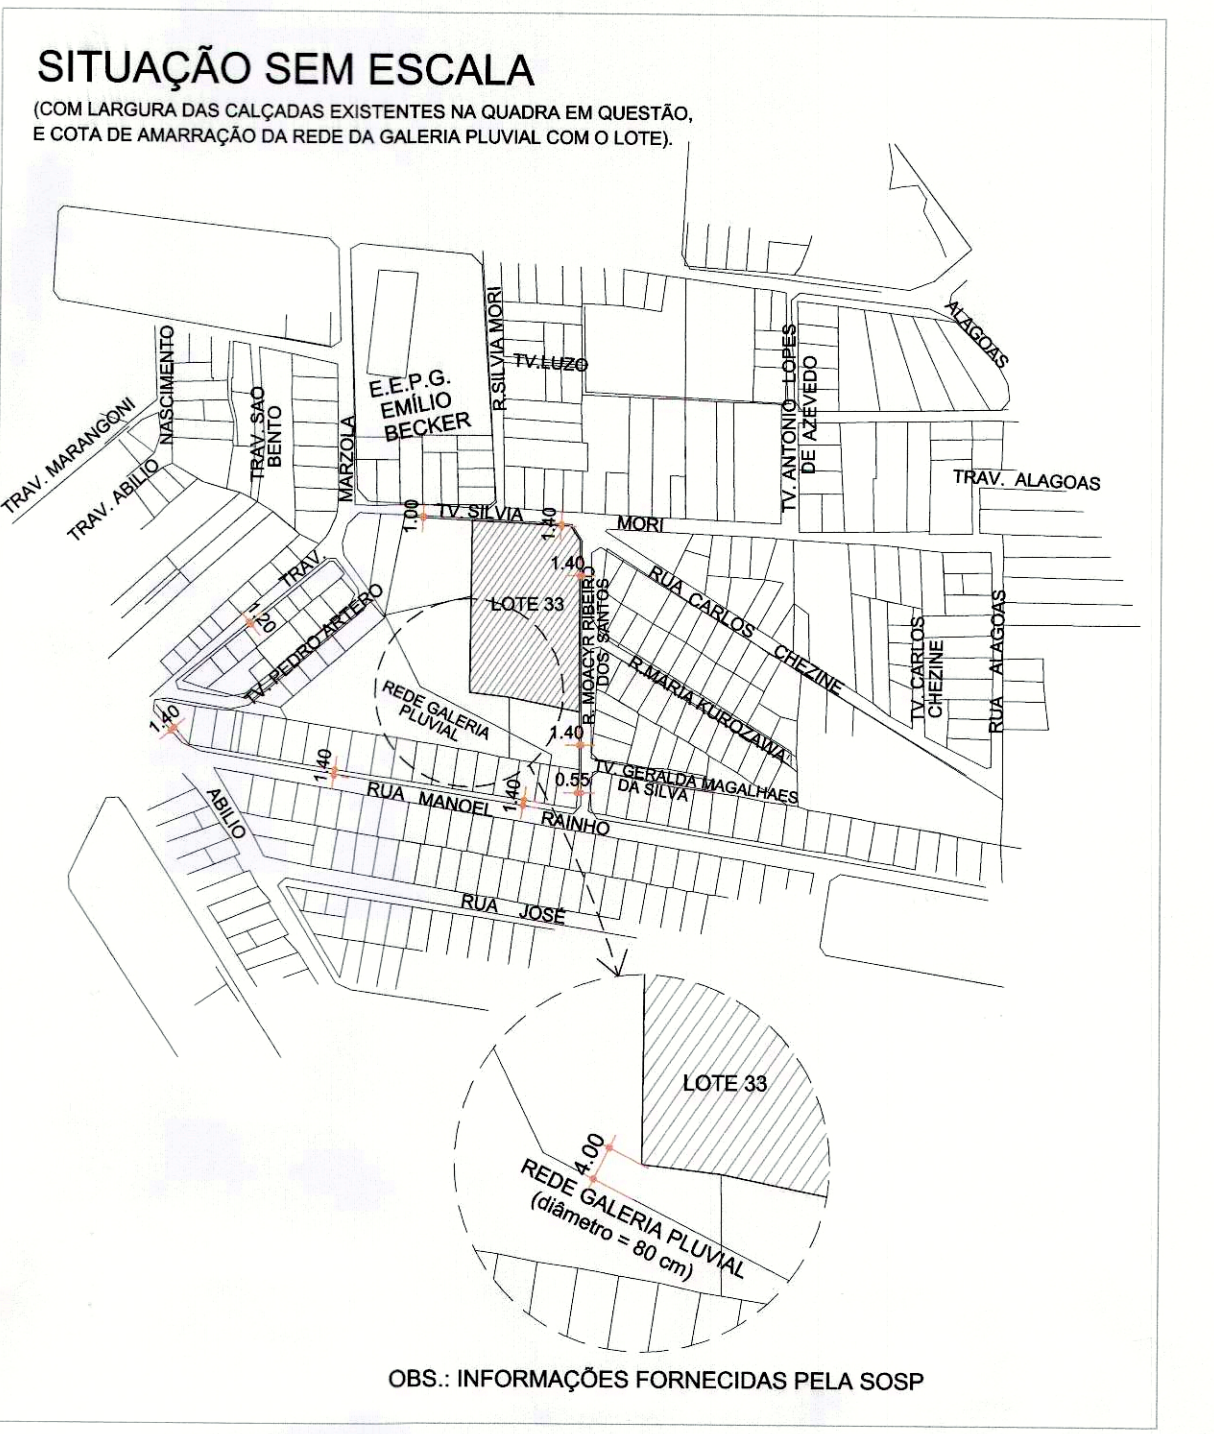 SITUAÇÃO SEM ESCALA
(COM LARGURA DAS CALÇADAS EXISTENTES NA QUADRA EM QUESTÃO,
E COTA DE AMARRAÇÃO DA REDE DA GALERIA PLUVIAL COM O LOTE).
ALAGOAS
R.SILVIA MORI
TV.LUZO
TV. ANTONIO LOPES
DE AZEVEDO
NASCIMENTO
E.E.P.G.
EMÍLIO
BECKER
TRAV. SAO
BENTO
MARZOLA
TRAV. MARANGONI
TRAV. ABILIO
TRAV. ALAGOAS
1.00
TV. SILVIA
1.40
MORI
1.40
TRAV.
1.20
TV. PEDRO ARTERO
LOTE 33
R. MOACYR RIBEIRO
DOS SANTOS
RUA CARLOS CHEZINE
R.MARIA KUROZAWA
TV. CARLOS
CHEZINE
RUA ALAGOAS
REDE GALERIA
PLUVIAL
1.40
1.40
1.40
1.40
0.55
TV. GERALDA MAGALHAES
DA SILVA
RUA MANOEL RAINHO
ABILIO
RUA JOSÉ
LOTE 33
4.00
REDE GALERIA PLUVIAL
(diâmetro = 80 cm)
OBS.: INFORMAÇÕES FORNECIDAS PELA SOSP